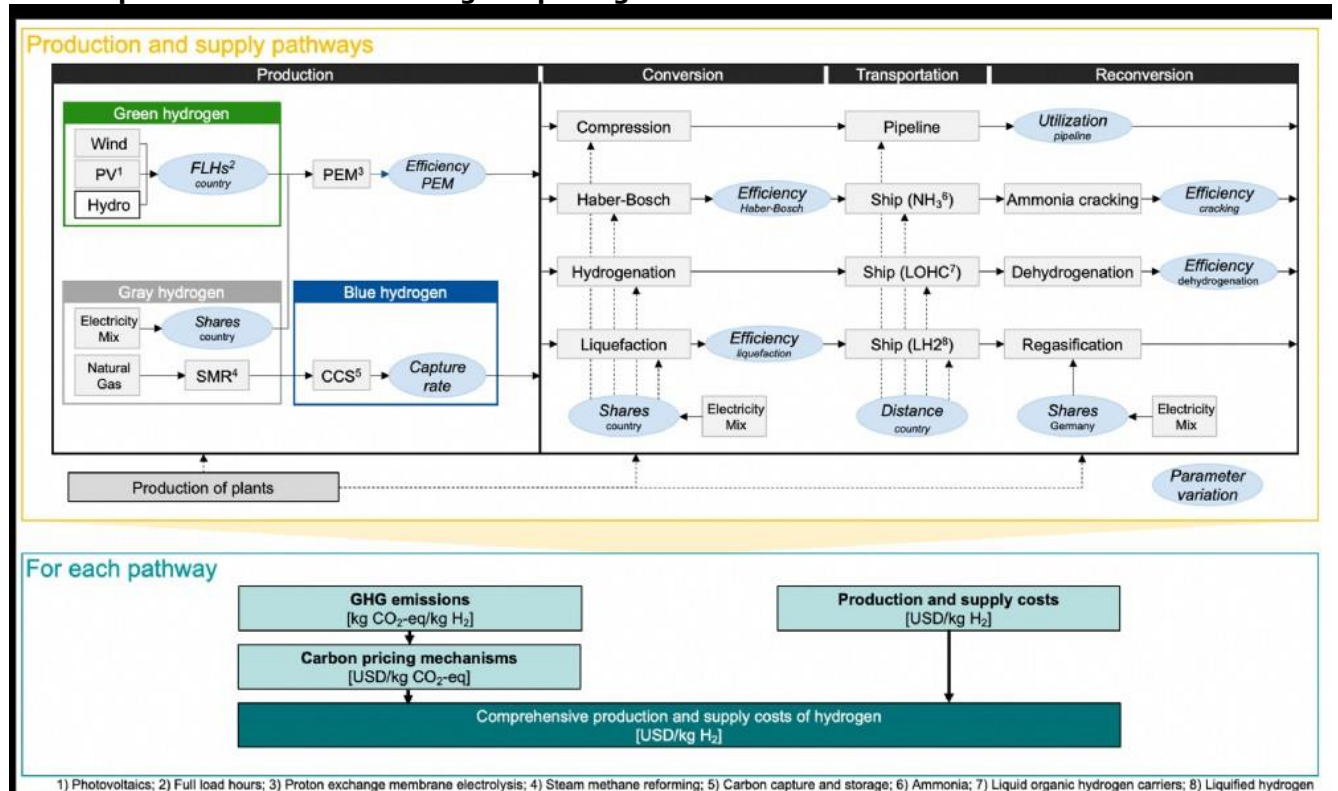 Production and supply pathways
Production
Conversion
Transportation
Reconversion
Green hydrogen
Wind
PV¹
Hydro
FLHs²
country
PEM³
Efficiency
PEM
Gray hydrogen
Electricity
Mix
Shares
country
Natural
Gas
SMR⁴
Blue hydrogen
CCS⁵
Capture
rate
Compression
Pipeline
Utilization
pipeline
Haber-Bosch
Efficiency
Haber-Bosch
Ship (NH₃⁶)
Ammonia cracking
Efficiency
cracking
Hydrogenation
Ship (LOHC⁷)
Dehydrogenation
Efficiency
dehydrogenation
Liquefaction
Efficiency
liquefaction
Ship (LH2⁸)
Regasification
Shares
country
Electricity
Mix
Distance
country
Shares
Germany
Electricity
Mix
Production of plants
Parameter
variation
For each pathway
GHG emissions
[kg CO₂-eq/kg H₂]
Production and supply costs
[USD/kg H₂]
Carbon pricing mechanisms
[USD/kg CO₂-eq]
Comprehensive production and supply costs of hydrogen
[USD/kg H₂]
1) Photovoltaics; 2) Full load hours; 3) Proton exchange membrane electrolysis; 4) Steam methane reforming; 5) Carbon capture and storage; 6) Ammonia; 7) Liquid organic hydrogen carriers; 8) Liquified hydrogen